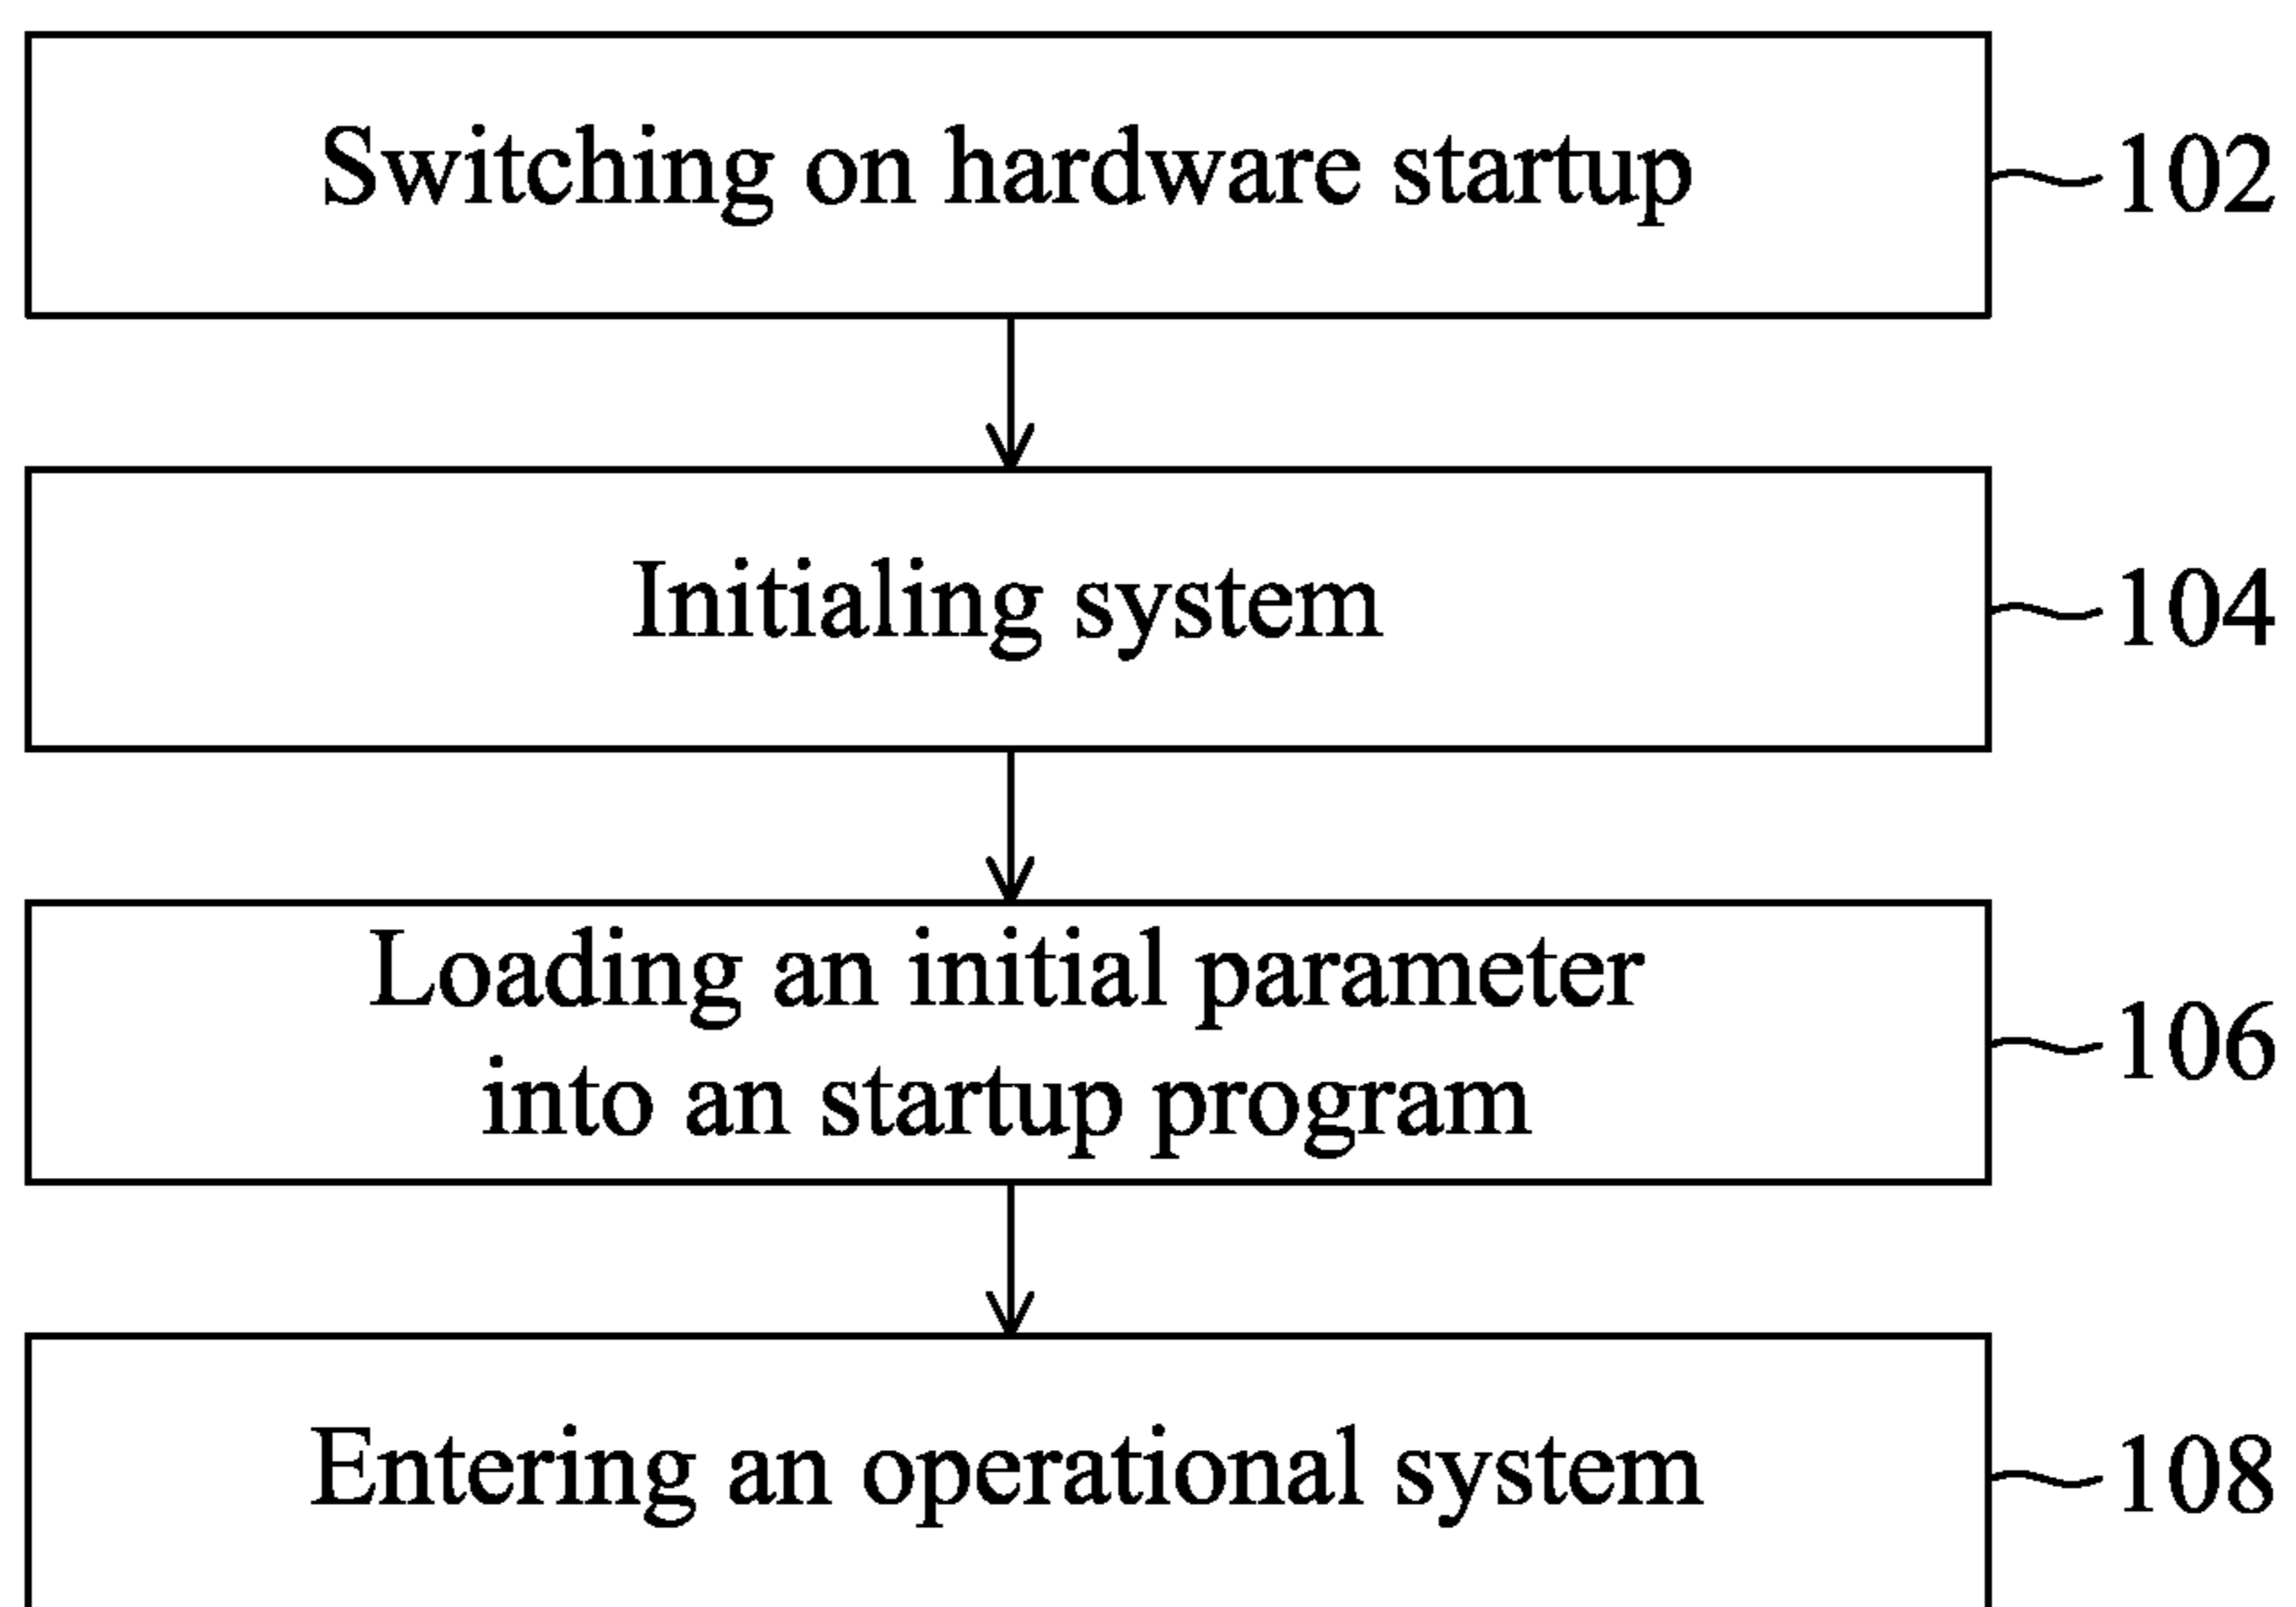 Switching on hardware startup
102
Initialing system
104
Loading an initial parameter
into an startup program
106
Entering an operational system
108